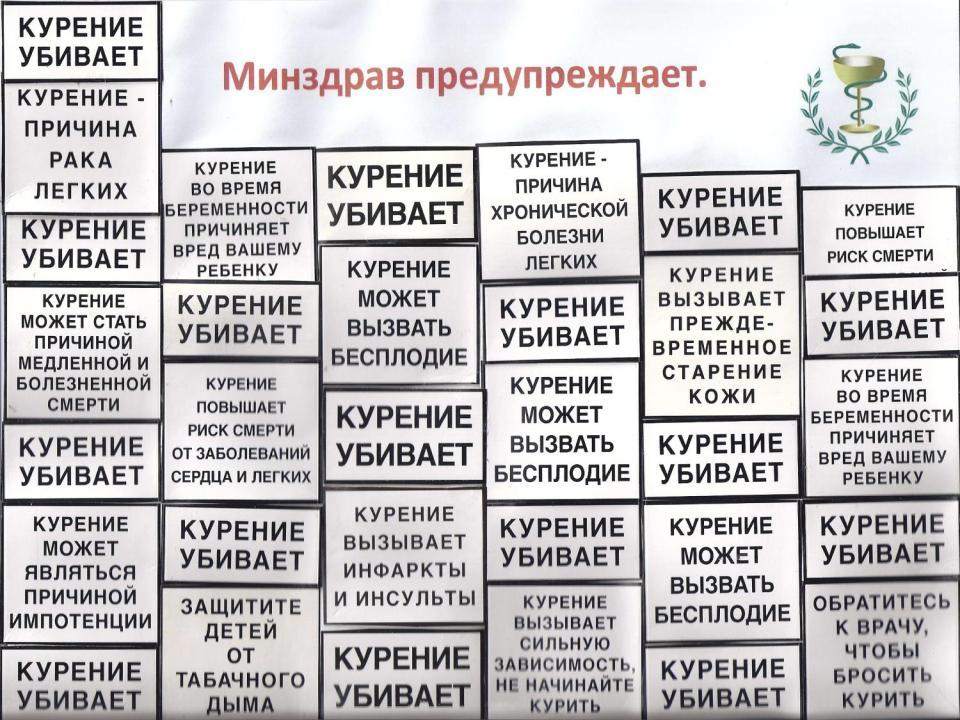 Минздрав предупреждает.
КУРЕНИЕ
УБИВАЕТ
КУРЕНИЕ -
ПРИЧИНА
РАКА
ЛЕГКИХ
КУРЕНИЕ
УБИВАЕТ
КУРЕНИЕ
МОЖЕТ СТАТЬ
ПРИЧИНОЙ
МЕДЛЕННОЙ И
БОЛЕЗНЕННОЙ
СМЕРТИ
КУРЕНИЕ
УБИВАЕТ
КУРЕНИЕ
МОЖЕТ
ЯВЛЯТЬСЯ
ПРИЧИНОЙ
ИМПОТЕНЦИИ
КУРЕНИЕ
УБИВАЕТ
КУРЕНИЕ
ВО ВРЕМЯ
БЕРЕМЕННОСТИ
ПРИЧИНЯЕТ
ВРЕД ВАШЕМУ
РЕБЕНКУ
КУРЕНИЕ
УБИВАЕТ
КУРЕНИЕ
ПОВЫШАЕТ
РИСК СМЕРТИ
ОТ ЗАБОЛЕВАНИЙ
СЕРДЦА И ЛЕГКИХ
КУРЕНИЕ
УБИВАЕТ
ЗАЩИТИТЕ
ДЕТЕЙ
ОТ
ТАБАЧНОГО
ДЫМА
КУРЕНИЕ
УБИВАЕТ
КУРЕНИЕ
МОЖЕТ
ВЫЗВАТЬ
БЕСПЛОДИЕ
КУРЕНИЕ
УБИВАЕТ
КУРЕНИЕ
ВЫЗЫВАЕТ
ИНФАРКТЫ
И ИНСУЛЬТЫ
КУРЕНИЕ
УБИВАЕТ
КУРЕНИЕ -
ПРИЧИНА
ХРОНИЧЕСКОЙ
БОЛЕЗНИ
ЛЕГКИХ
КУРЕНИЕ
УБИВАЕТ
КУРЕНИЕ
МОЖЕТ
ВЫЗВАТЬ
БЕСПЛОДИЕ
КУРЕНИЕ
УБИВАЕТ
КУРЕНИЕ
ВЫЗЫВАЕТ
СИЛЬНУЮ
ЗАВИСИМОСТЬ,
НЕ НАЧИНАЙТЕ
КУРИТЬ
КУРЕНИЕ
УБИВАЕТ
КУРЕНИЕ
ВЫЗЫВАЕТ
ПРЕЖДЕ-
ВРЕМЕННОЕ
СТАРЕНИЕ
КОЖИ
КУРЕНИЕ
УБИВАЕТ
КУРЕНИЕ
МОЖЕТ
ВЫЗВАТЬ
БЕСПЛОДИЕ
КУРЕНИЕ
УБИВАЕТ
КУРЕНИЕ
ПОВЫШАЕТ
РИСК СМЕРТИ
КУРЕНИЕ
УБИВАЕТ
КУРЕНИЕ
ВО ВРЕМЯ
БЕРЕМЕННОСТИ
ПРИЧИНЯЕТ
ВРЕД ВАШЕМУ
РЕБЕНКУ
КУРЕНИЕ
УБИВАЕТ
ОБРАТИТЕСЬ
К ВРАЧУ,
ЧТОБЫ
БРОСИТЬ
КУРИТЬ